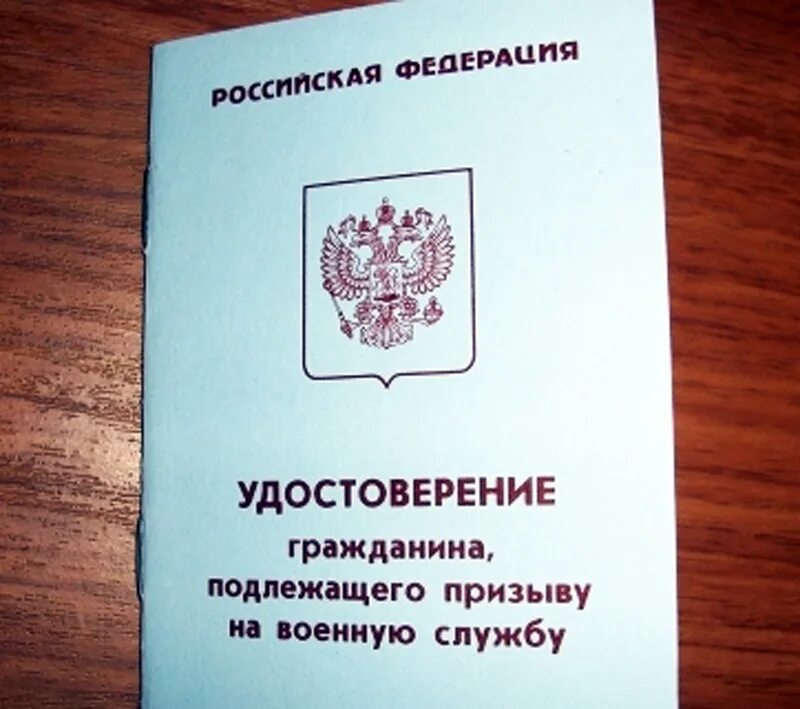 РОССИЙСКАЯ ФЕДЕРАЦИЯ
УДОСТОВЕРЕНИЕ
гражданина,
подлежащего призыву
на военную службу